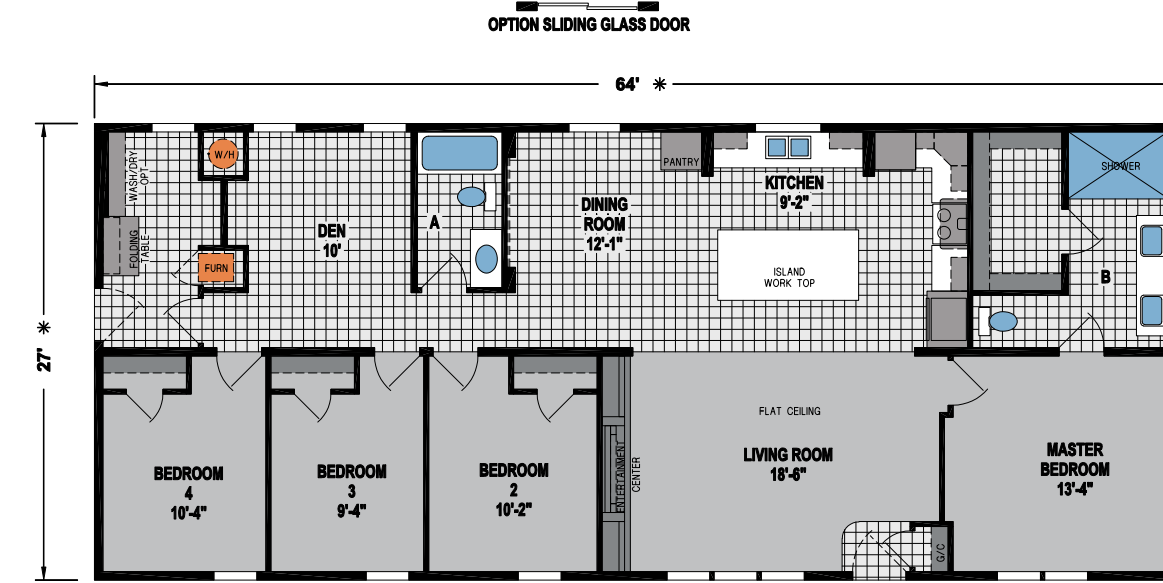 OPTION SLIDING GLASS DOOR
64' ✳
27' ✳
WASH/DRY
OPT
W/H
FOLDING
TABLE
FURN
DEN
10'
A
DINING
ROOM
12'-1"
PANTRY
KITCHEN
9'-2"
ISLAND
WORK TOP
SHOWER
B
BEDROOM
4
10'-4"
BEDROOM
3
9'-4"
BEDROOM
2
10'-2"
ENTERTAINMENT
CENTER
FLAT CEILING
LIVING ROOM
18'-6"
G/C
MASTER
BEDROOM
13'-4"